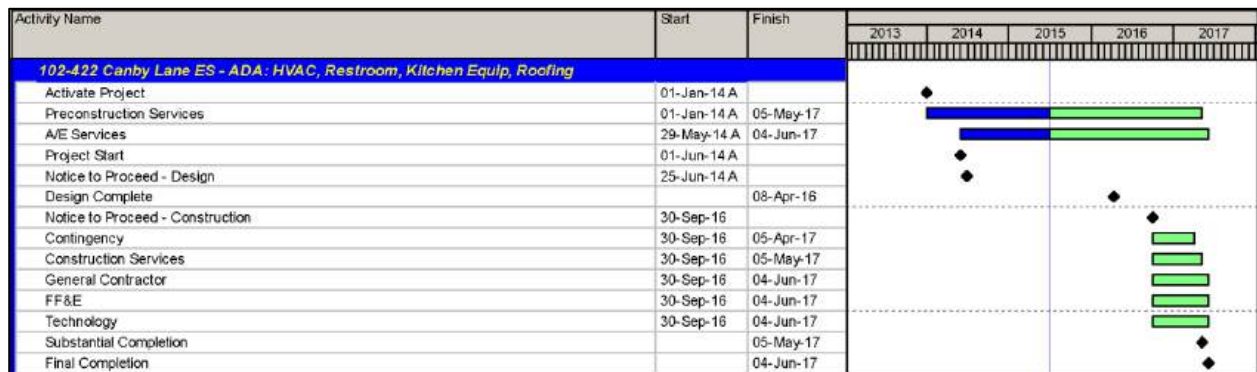 Activity Name Start Finish
2013 2014 2015 2016 2017
102-422 Canby Lane ES - ADA: HVAC, Restroom, Kitchen Equip, Roofing
Activate Project 01-Jan-14 A
Preconstruction Services 01-Jan-14 A 05-May-17
A/E Services 29-May-14 A 04-Jun-17
Project Start 01-Jun-14 A
Notice to Proceed - Design 25-Jun-14 A
Design Complete 08-Apr-16
Notice to Proceed - Construction 30-Sep-16
Contingency 30-Sep-16 05-Apr-17
Construction Services 30-Sep-16 05-May-17
General Contractor 30-Sep-16 04-Jun-17
FF&E 30-Sep-16 04-Jun-17
Technology 30-Sep-16 04-Jun-17
Substantial Completion 05-May-17
Final Completion 04-Jun-17